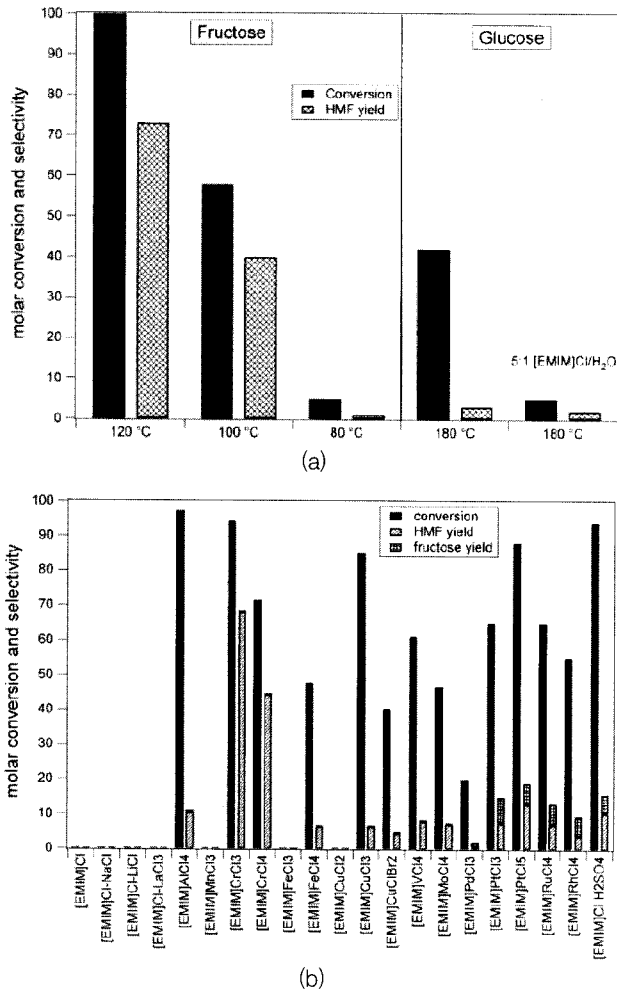 Fructose
Glucose
Conversion
HMF yield
molar conversion and selectivity
100
90
80
70
60
50
40
30
20
10
0
5:1 [EMIM]Cl/H₂O
120 °C
100 °C
80 °C
180 °C
180 °C
(a)
conversion
HMF yield
fructose yield
molar conversion and selectivity
100
90
80
70
60
50
40
30
20
10
0
[EMIM]Cl
[EMIM]Cl-NaCl
[EMIM]Cl-LiCl
[EMIM]Cl-LaCl3
[EMIM]AlCl4
[EMIM]MnCl3
[EMIM]CrCl3
[EMIM]CrCl4
[EMIM]FeCl3
[EMIM]FeCl4
[EMIM]CuCl2
[EMIM]CuCl3
[EMIM]CuClBr2
[EMIM]VCl4
[EMIM]MoCl4
[EMIM]PdCl3
[EMIM]PtCl3
[EMIM]PtCl5
[EMIM]RuCl4
[EMIM]RhCl4
[EMIM]Cl H2SO4
(b)